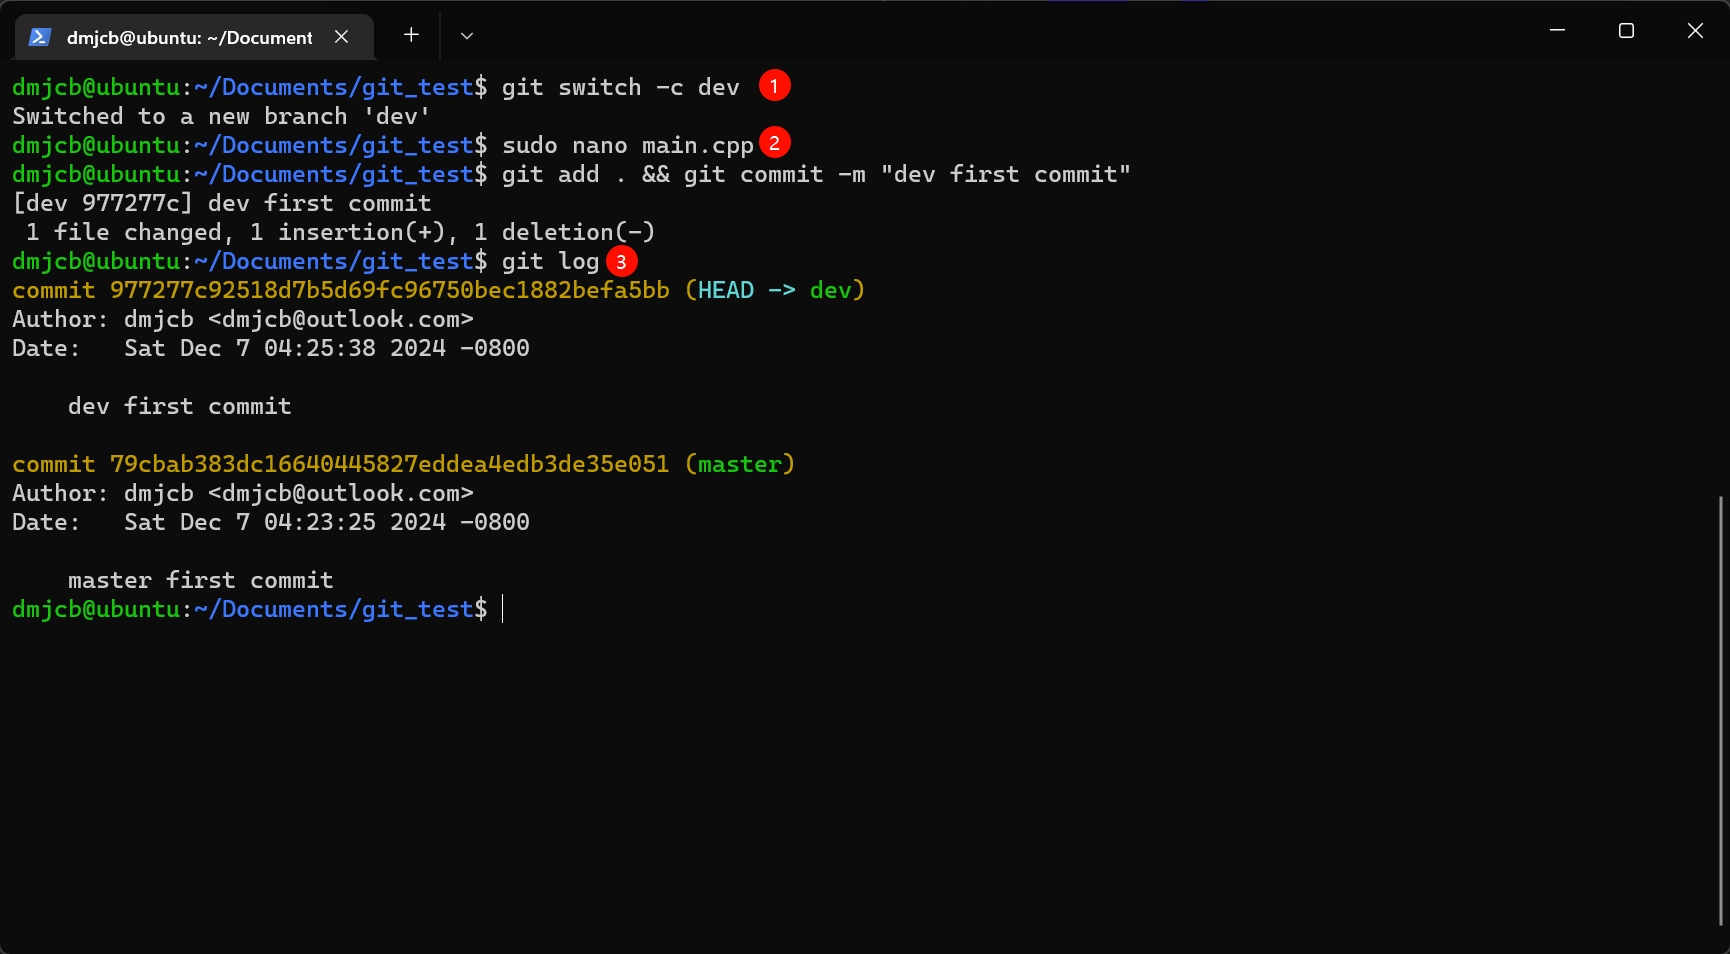 dmjcb@ubuntu: ~/Document
dmjcb@ubuntu:~/Documents/git_test$ git switch -c dev 1
Switched to a new branch 'dev'
dmjcb@ubuntu:~/Documents/git_test$ sudo nano main.cpp 2
dmjcb@ubuntu:~/Documents/git_test$ git add . && git commit -m "dev first commit"
[dev 977277c] dev first commit
 1 file changed, 1 insertion(+), 1 deletion(-)
dmjcb@ubuntu:~/Documents/git_test$ git log 3
commit 977277c92518d7b5d69fc96750bec1882befa5bb (HEAD -> dev)
Author: dmjcb <dmjcb@outlook.com>
Date:   Sat Dec 7 04:25:38 2024 -0800
    dev first commit
commit 79cbab383dc16640445827eddea4edb3de35e051 (master)
Author: dmjcb <dmjcb@outlook.com>
Date:   Sat Dec 7 04:23:25 2024 -0800
    master first commit
dmjcb@ubuntu:~/Documents/git_test$